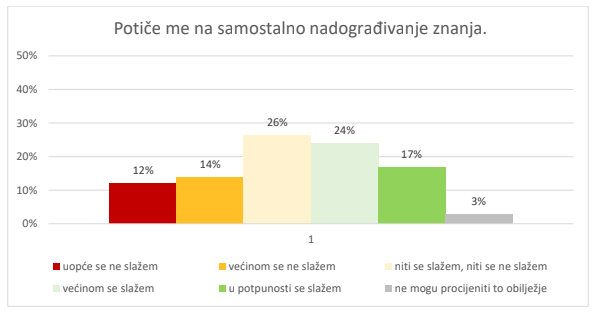 Potiče me na samostalno nadograđivanje znanja.
50%
40%
30%
20%
10%
0%
12%
14%
26%
24%
17%
3%
1
uopće se ne slažem
većinom se ne slažem
niti se slažem, niti se ne slažem
većinom se slažem
u potpunosti se slažem
ne mogu procijeniti to obilježje